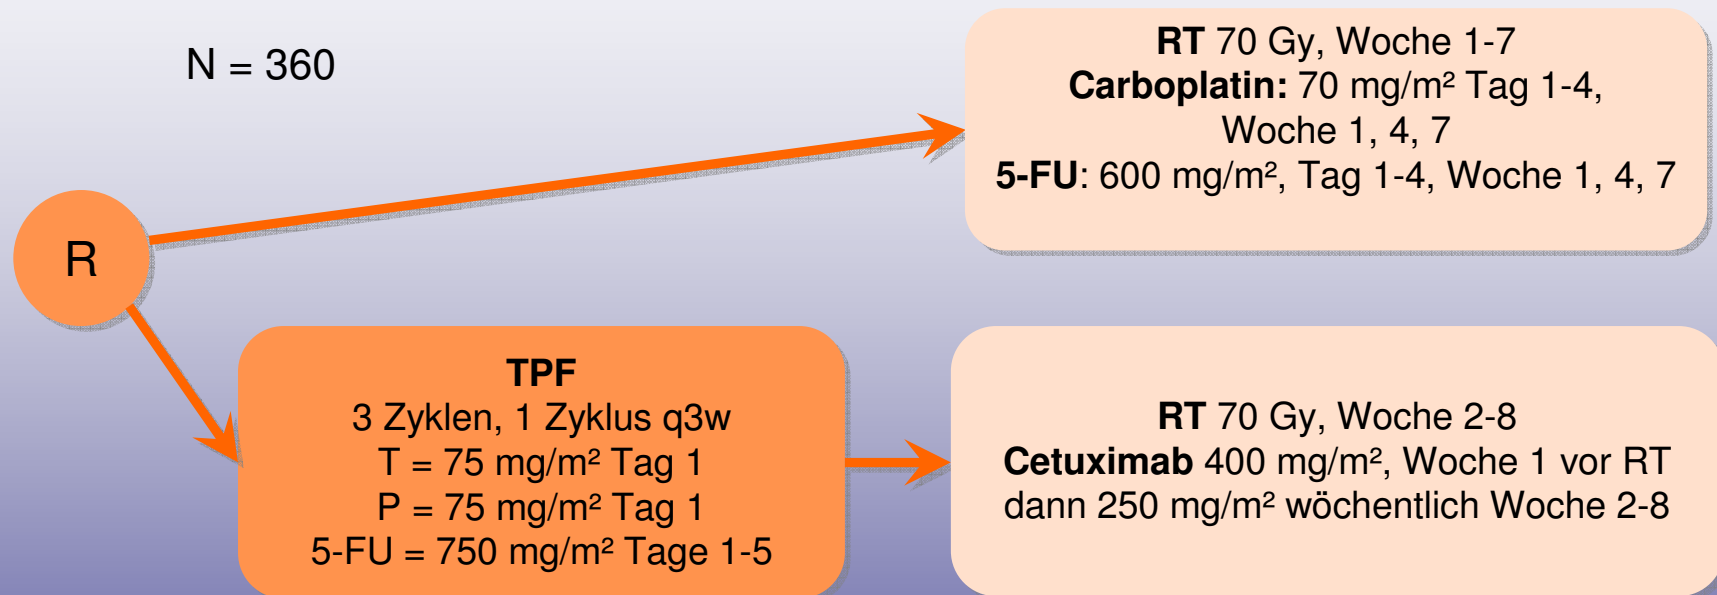 N = 360
RT 70 Gy, Woche 1-7
Carboplatin: 70 mg/m² Tag 1-4,
Woche 1, 4, 7
5-FU: 600 mg/m², Tag 1-4, Woche 1, 4, 7
R
TPF
3 Zyklen, 1 Zyklus q3w
T = 75 mg/m² Tag 1
P = 75 mg/m² Tag 1
5-FU = 750 mg/m² Tage 1-5
RT 70 Gy, Woche 2-8
Cetuximab 400 mg/m², Woche 1 vor RT
dann 250 mg/m² wöchentlich Woche 2-8